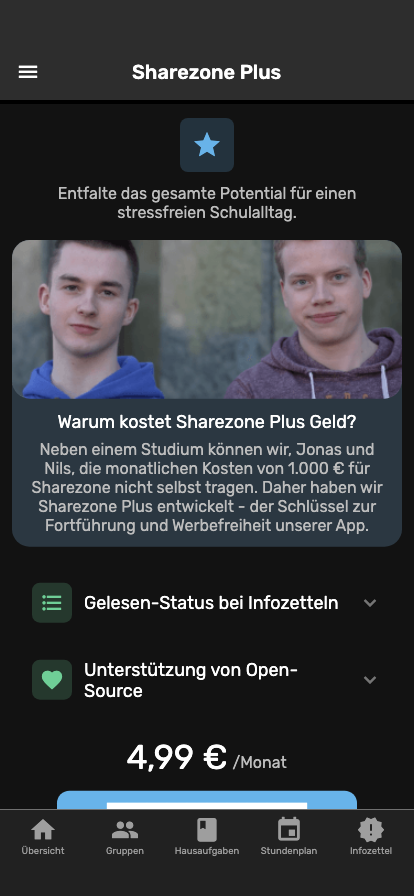 Sharezone Plus
Entfalte das gesamte Potential für einen
stressfreien Schulalltag.
Warum kostet Sharezone Plus Geld?
Neben einem Studium können wir, Jonas und
Nils, die monatlichen Kosten von 1.000 € für
Sharezone nicht selbst tragen. Daher haben wir
Sharezone Plus entwickelt - der Schlüssel zur
Fortführung und Werbefreiheit unserer App.
Gelesen-Status bei Infozetteln
Unterstützung von Open-
Source
4,99 € /Monat
Übersicht Gruppen Hausaufgaben Stundenplan Infozettel